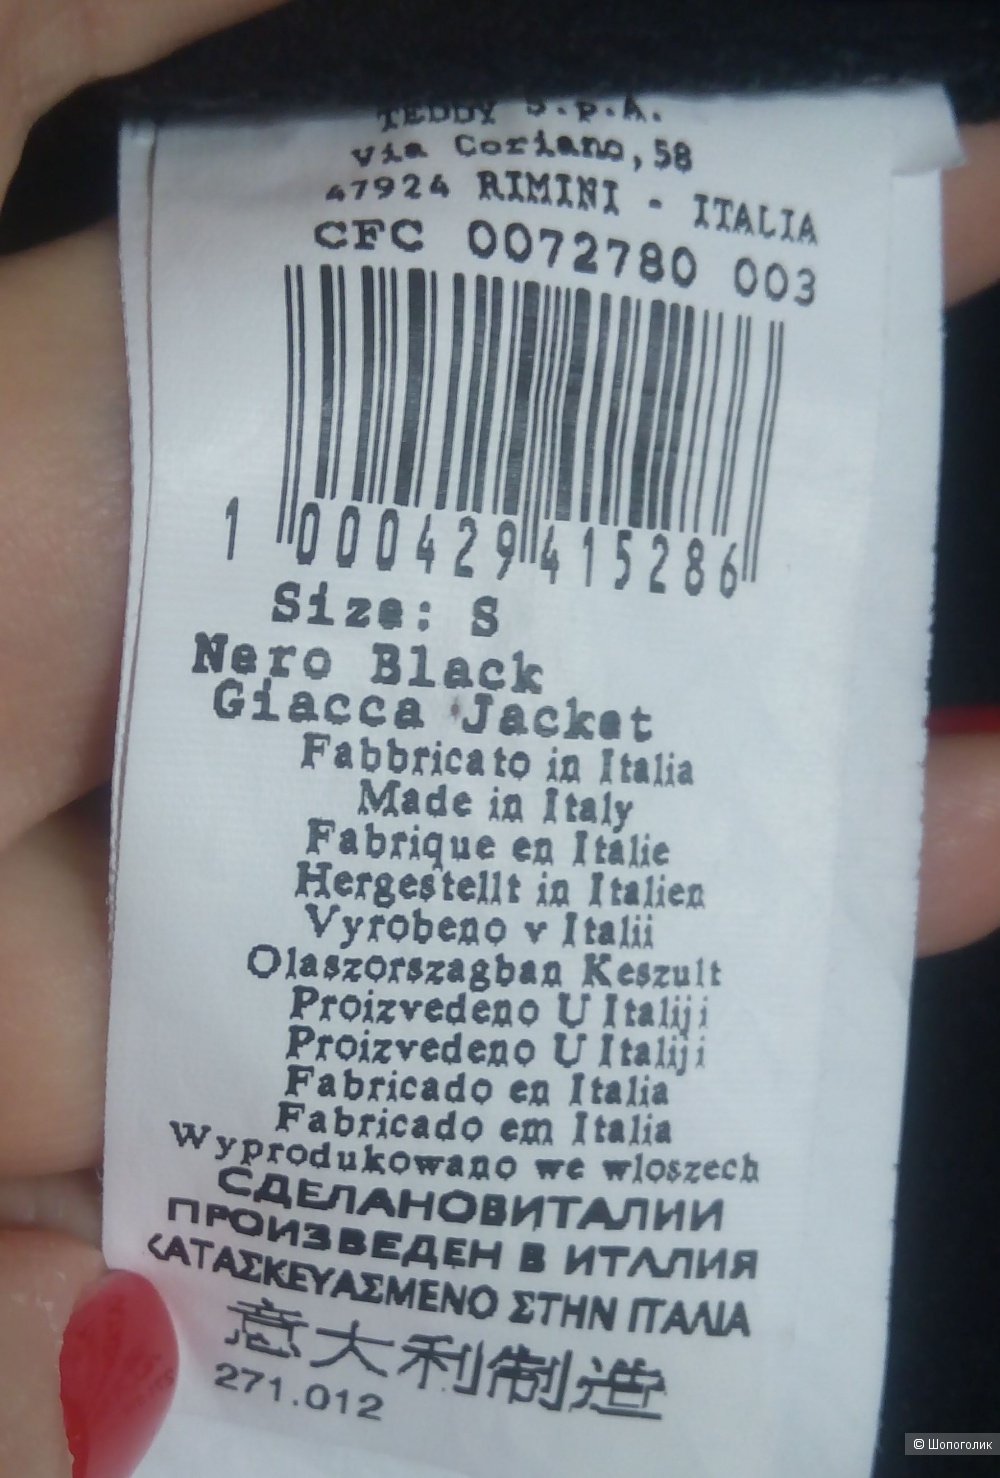 TEDDY S.p.A.
Via Coriano,58
47924 RIMINI - ITALIA
CFC 0072780 003
1 000429 415286
Size: S
Nero Black
Giacca Jacket
Fabbricato in Italia
Made in Italy
Fabrique en Italie
Hergestellt in Italien
Vyrobeno v Italii
Olaszorszagban Keszult
Proizvedeno U Italiji
Proizvedeno U Italiji
Fabricado en Italia
Fabricado em Italia
Wyprodukowano we wloszech
СДЕЛАНОВИТАЛИИ
ПРОИЗВЕДЕН В ИТАЛИЯ
ΚΑΤΑΣΚΕΥΑΣΜΕΝΟ ΣΤΗΝ ΙΤΑΛΙΑ
意大利制造
271.012
© Шопоголик